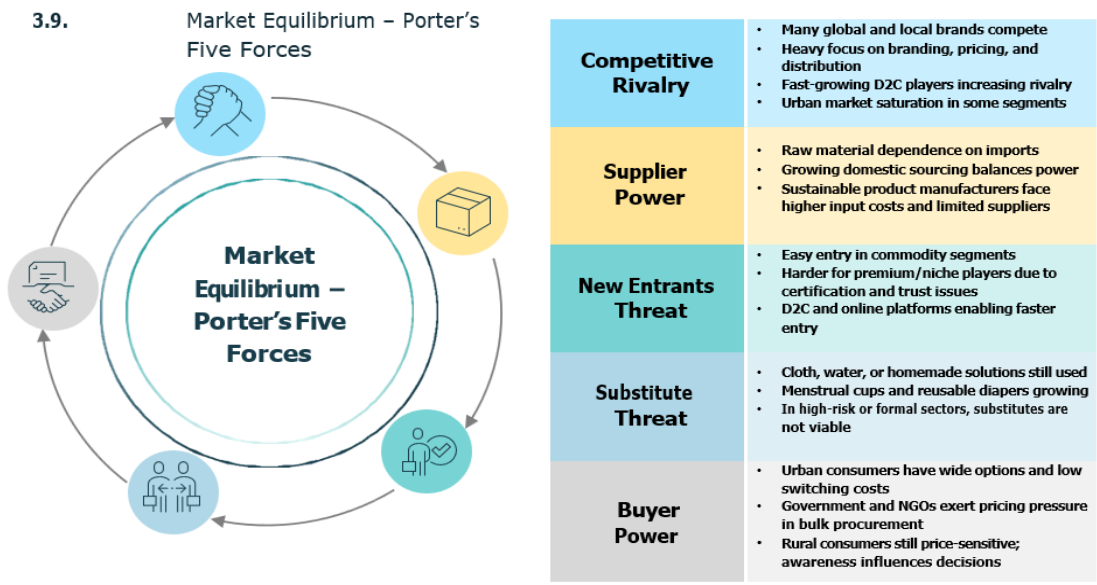 3.9. Market Equilibrium – Porter's
Five Forces
Market
Equilibrium –
Porter's Five
Forces
Competitive
Rivalry
• Many global and local brands compete
• Heavy focus on branding, pricing, and
distribution
• Fast-growing D2C players increasing rivalry
• Urban market saturation in some segments
Supplier
Power
• Raw material dependence on imports
• Growing domestic sourcing balances power
• Sustainable product manufacturers face
higher input costs and limited suppliers
New Entrants
Threat
• Easy entry in commodity segments
• Harder for premium/niche players due to
certification and trust issues
• D2C and online platforms enabling faster
entry
Substitute
Threat
• Cloth, water, or homemade solutions still used
• Menstrual cups and reusable diapers growing
• In high-risk or formal sectors, substitutes are
not viable
Buyer
Power
• Urban consumers have wide options and low
switching costs
• Government and NGOs exert pricing pressure
in bulk procurement
• Rural consumers still price-sensitive;
awareness influences decisions